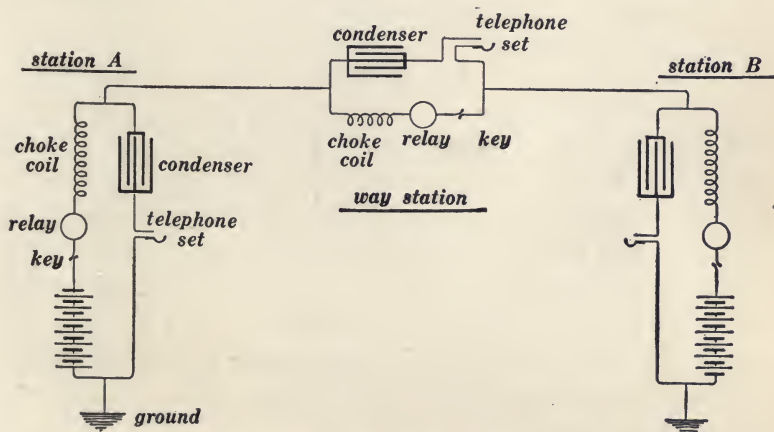 condenser
telephone
set
station A
station B
choke
coil
condenser
choke
coil
relay
key
way station
relay
telephone
set
key
ground